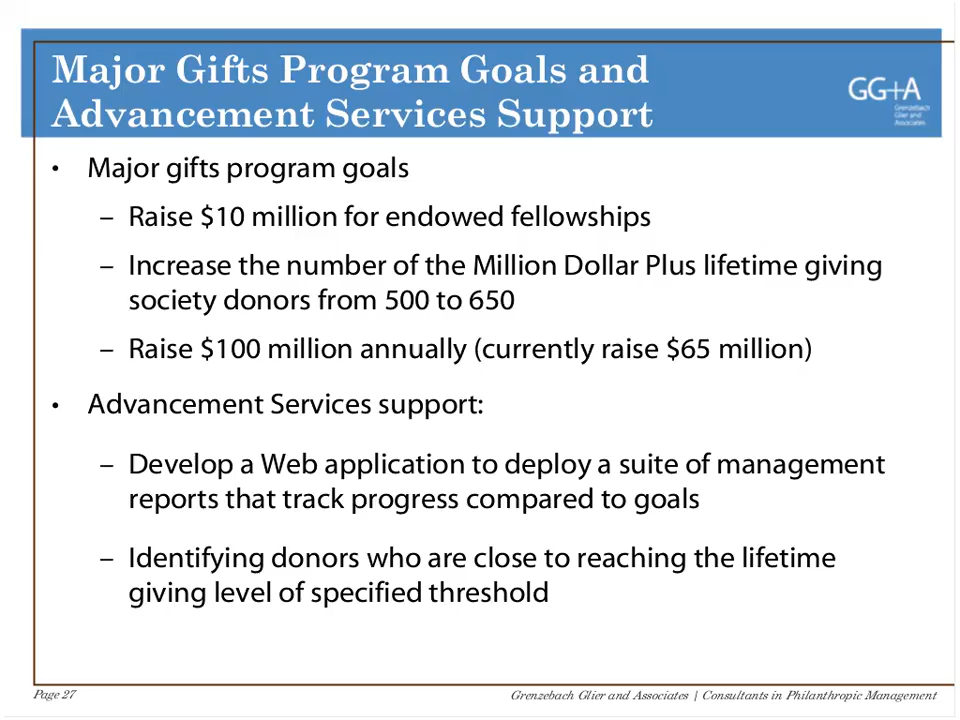 Major Gifts Program Goals and
Advancement Services Support
GG+A
Grenzebach
Glier and
Associates
• Major gifts program goals
– Raise $10 million for endowed fellowships
– Increase the number of the Million Dollar Plus lifetime giving
society donors from 500 to 650
– Raise $100 million annually (currently raise $65 million)
• Advancement Services support:
– Develop a Web application to deploy a suite of management
reports that track progress compared to goals
– Identifying donors who are close to reaching the lifetime
giving level of specified threshold
Page 27
Grenzebach Glier and Associates | Consultants in Philanthropic Management